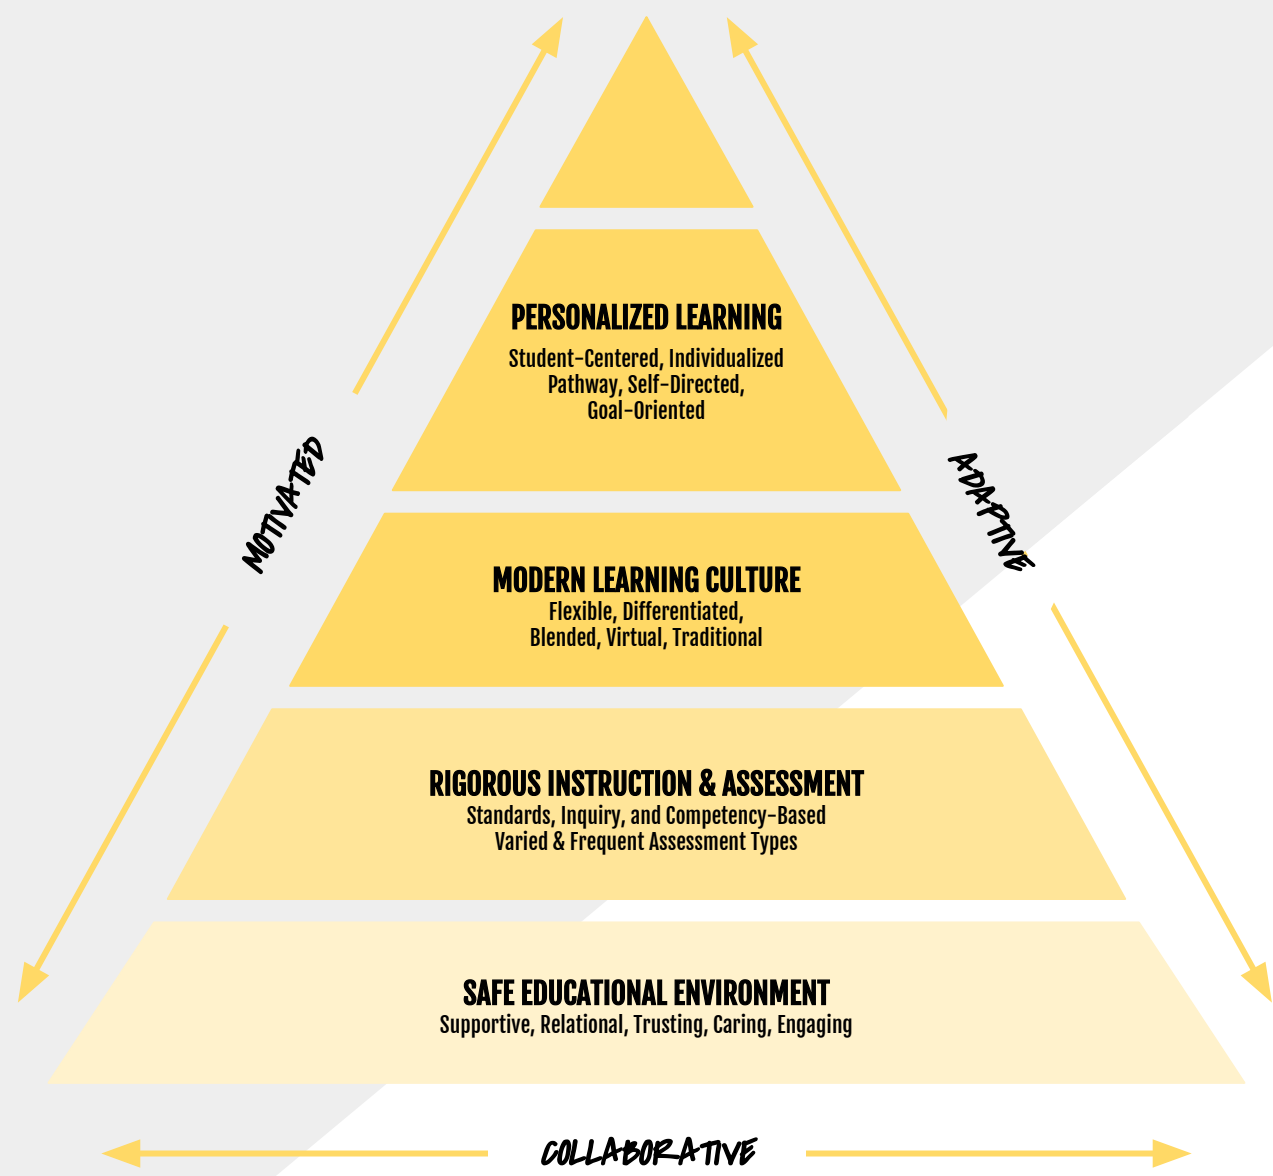 PERSONALIZED LEARNING
Student-Centered, Individualized
Pathway, Self-Directed,
Goal-Oriented
MOTIVATED
ADAPTIVE
MODERN LEARNING CULTURE
Flexible, Differentiated,
Blended, Virtual, Traditional
RIGOROUS INSTRUCTION & ASSESSMENT
Standards, Inquiry, and Competency-Based
Varied & Frequent Assessment Types
SAFE EDUCATIONAL ENVIRONMENT
Supportive, Relational, Trusting, Caring, Engaging
COLLABORATIVE